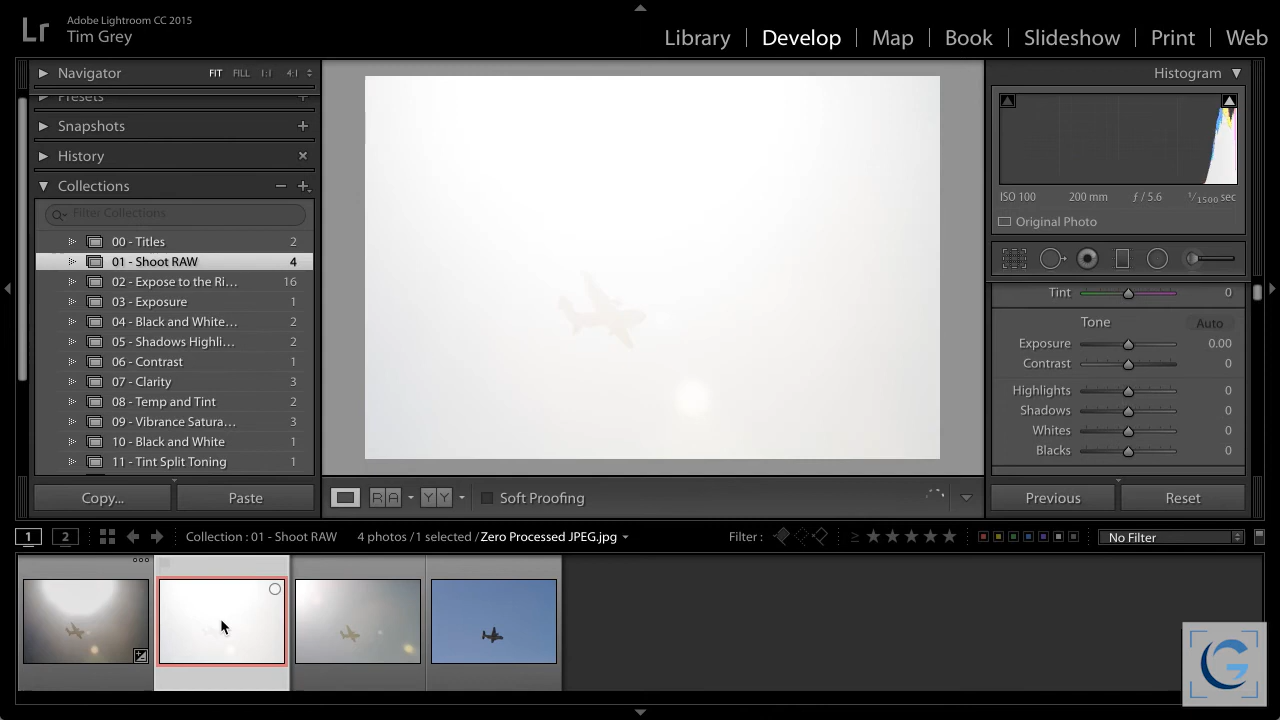 Lr
Adobe Lightroom CC 2015
Tim Grey
Library
Develop
Map
Book
Slideshow
Print
Web
Navigator
FIT
FILL
1:1
4:1
Presets
Snapshots
History
Collections
Filter Collections
00 - Titles 2
01 - Shoot RAW 4
02 - Expose to the Ri... 16
03 - Exposure 1
04 - Black and White... 2
05 - Shadows Highli... 2
06 - Contrast 1
07 - Clarity 3
08 - Temp and Tint 2
09 - Vibrance Satura... 3
10 - Black and White 1
11 - Tint Split Toning 1
Copy...
Paste
R A
Y Y
Soft Proofing
Histogram
ISO 100
200 mm
ƒ / 5.6
1/1500 sec
Original Photo
Tint 0
Tone
Auto
Exposure 0.00
Contrast 0
Highlights 0
Shadows 0
Whites 0
Blacks 0
Previous
Reset
1
2
Collection : 01 - Shoot RAW
4 photos /1 selected /Zero Processed JPEG.jpg
Filter :
≥
No Filter
G